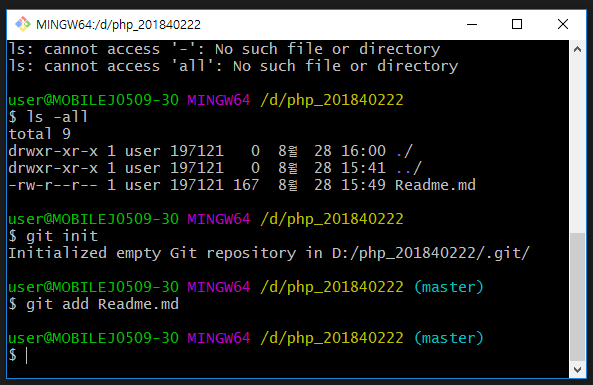 MINGW64:/d/php_201840222
ls: cannot access '-': No such file or directory
ls: cannot access 'all': No such file or directory
user@MOBILEJ0509-30 MINGW64 /d/php_201840222
$ ls -all
total 9
drwxr-xr-x 1 user 197121   0  8월  28 16:00 ./
drwxr-xr-x 1 user 197121   0  8월  28 15:41 ../
-rw-r--r-- 1 user 197121 167  8월  28 15:49 Readme.md
user@MOBILEJ0509-30 MINGW64 /d/php_201840222
$ git init
Initialized empty Git repository in D:/php_201840222/.git/
user@MOBILEJ0509-30 MINGW64 /d/php_201840222 (master)
$ git add Readme.md
user@MOBILEJ0509-30 MINGW64 /d/php_201840222 (master)
$